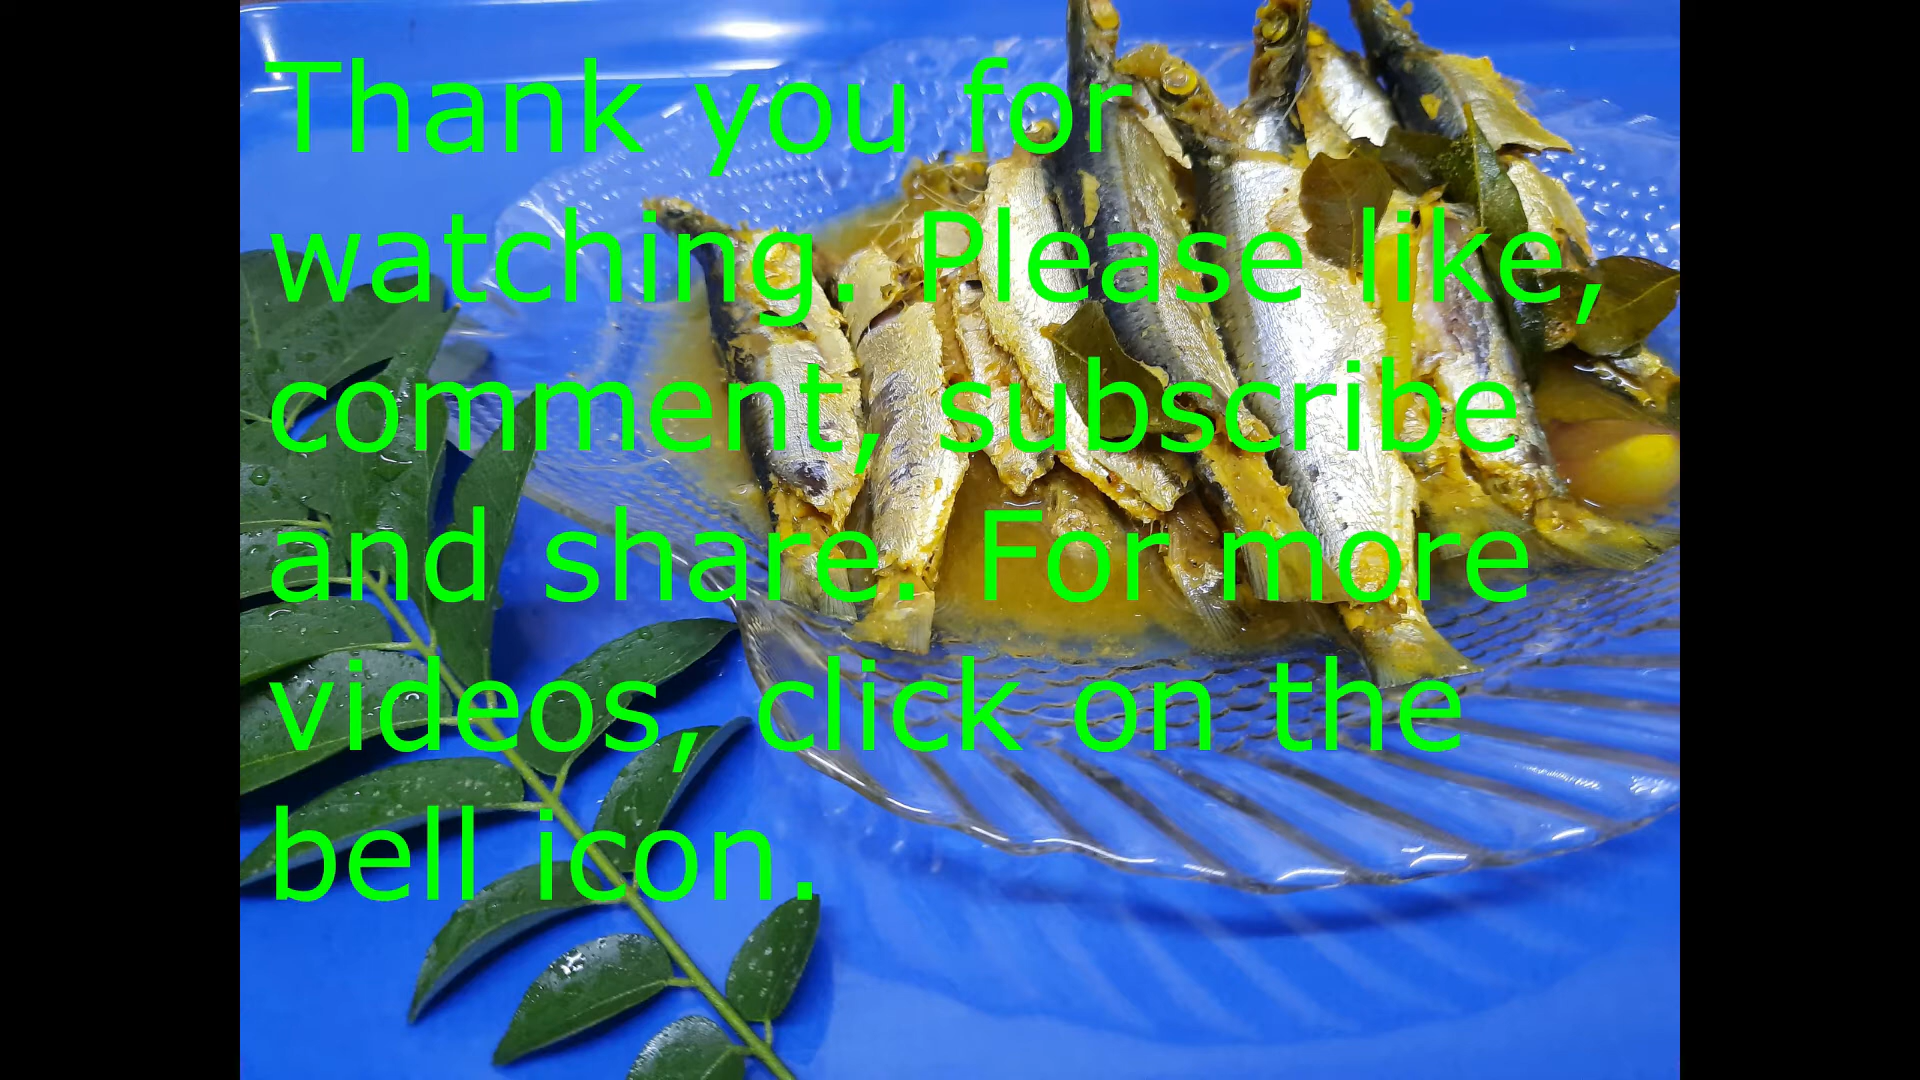 Thank you for
watching. Please like,
comment, subscribe
and share. For more
videos, click on the
bell icon.